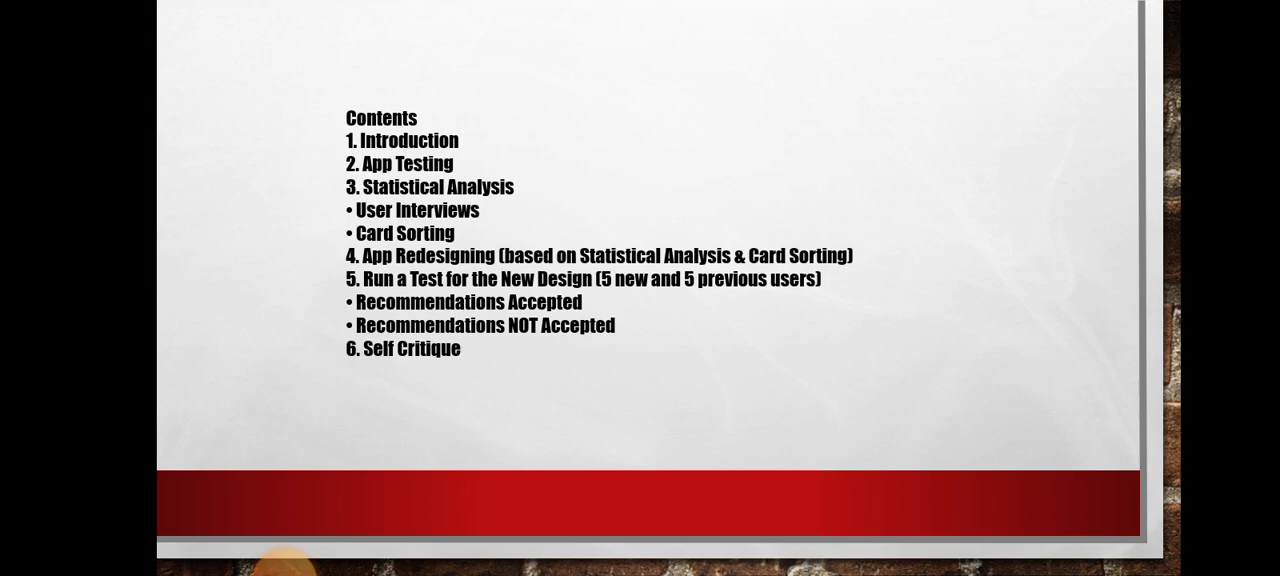 Contents
1. Introduction
2. App Testing
3. Statistical Analysis
• User Interviews
• Card Sorting
4. App Redesigning (based on Statistical Analysis & Card Sorting)
5. Run a Test for the New Design (5 new and 5 previous users)
• Recommendations Accepted
• Recommendations NOT Accepted
6. Self Critique